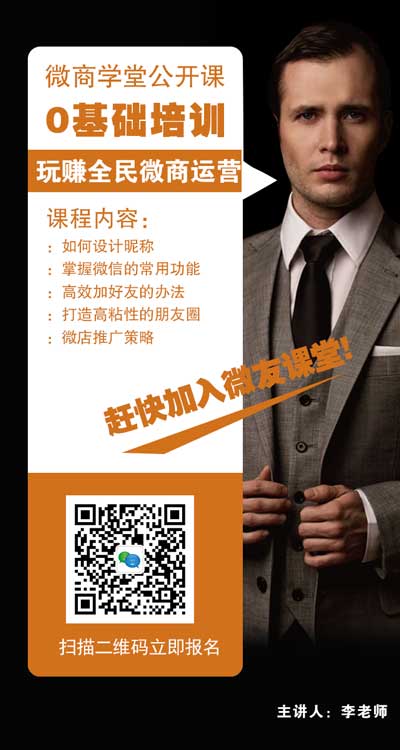 微商学堂公开课
0基础培训
玩赚全民微商运营
课程内容：
：如何设计昵称
：掌握微信的常用功能
：高效加好友的办法
：打造高粘性的朋友圈
：微店推广策略
赶快加入微友课堂!
扫描二维码立即报名
主讲人：李老师